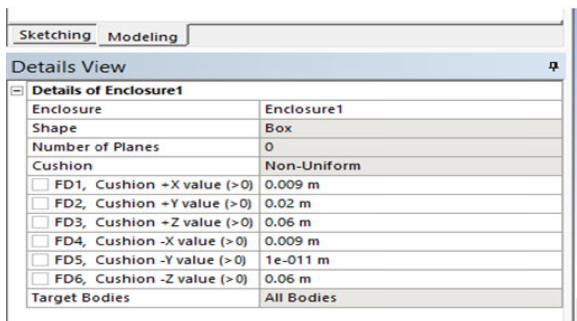 Sketching Modeling
Details View
Details of Enclosure1
Enclosure Enclosure1
Shape Box
Number of Planes 0
Cushion Non-Uniform
FD1, Cushion +X value (>0) 0.009 m
FD2, Cushion +Y value (>0) 0.02 m
FD3, Cushion +Z value (>0) 0.06 m
FD4, Cushion -X value (>0) 0.009 m
FD5, Cushion -Y value (>0) 1e-011 m
FD6, Cushion -Z value (>0) 0.06 m
Target Bodies All Bodies